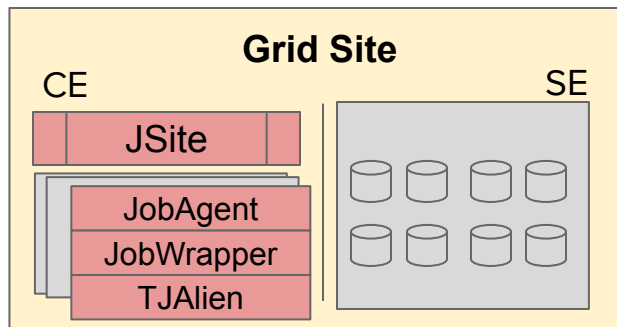 Grid Site
CE
SE
JSite
JobAgent
JobWrapper
TJAlien